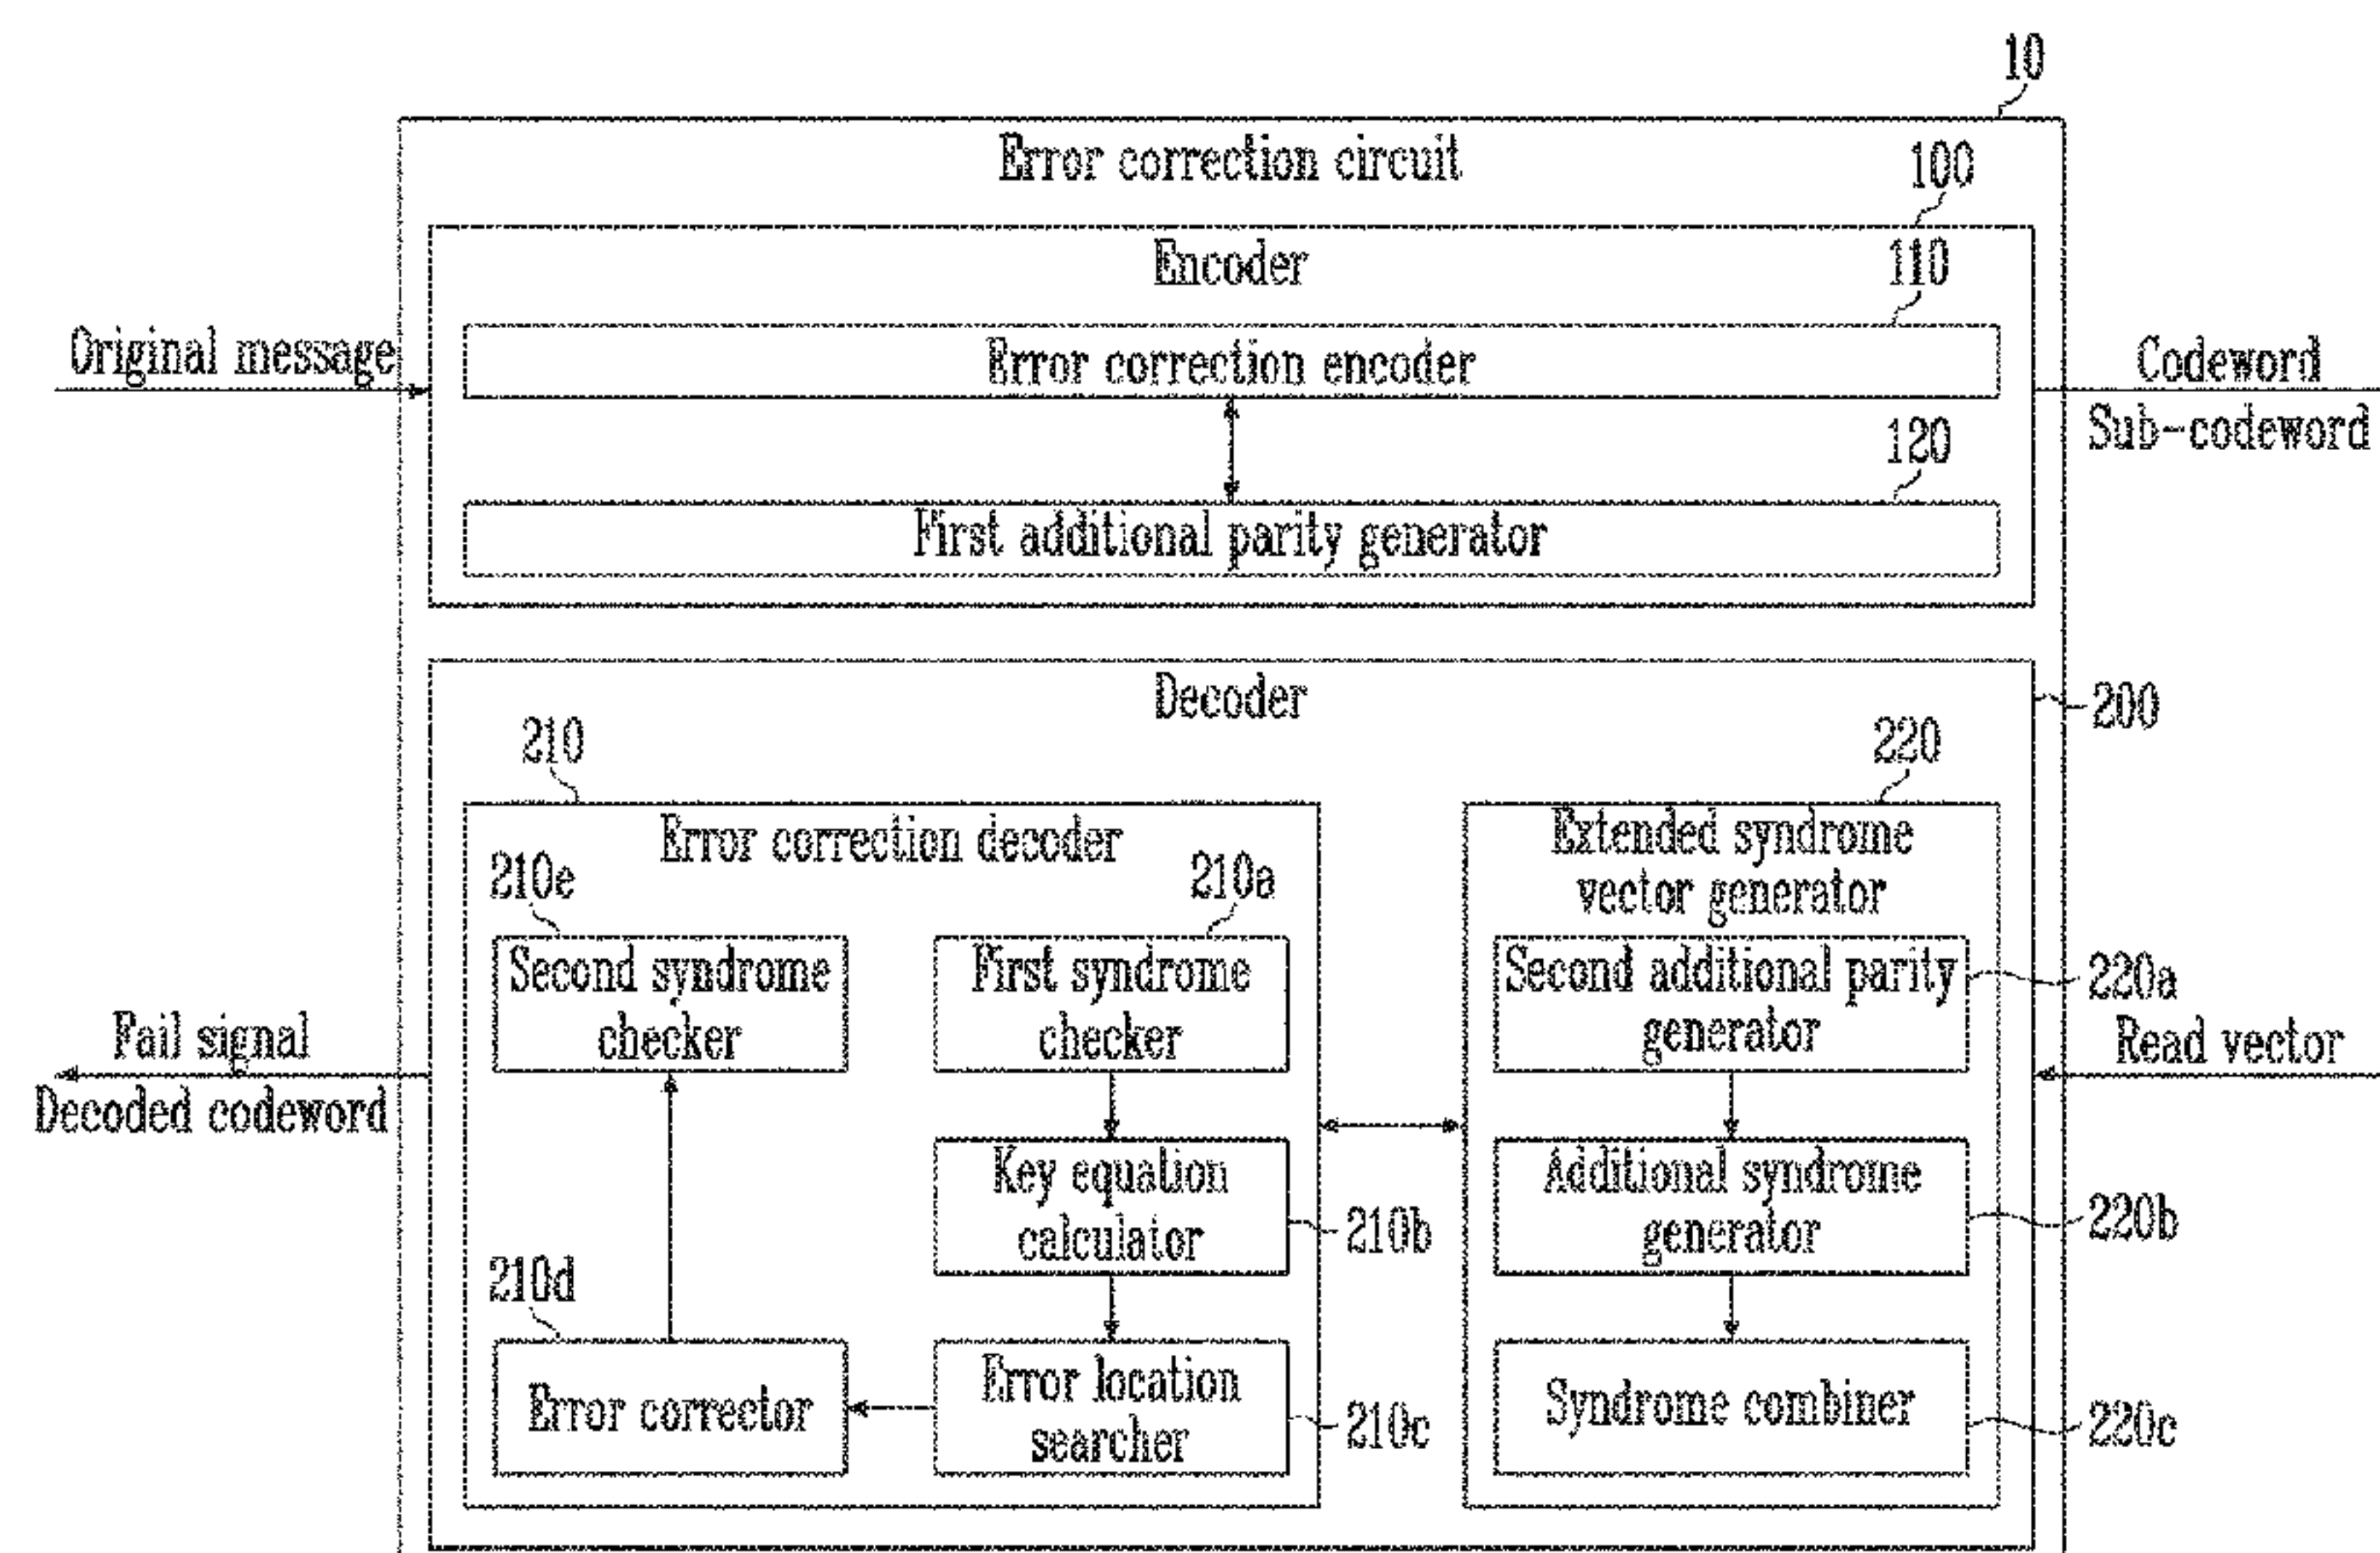 10
Error correction circuit
100
Encoder
110
Original message
Error correction encoder
Codeword
Sub-codeword
120
First additional parity generator
Decoder
200
210
220
Error correction decoder
Extended syndrome
vector generator
210e
210a
Second syndrome
checker
First syndrome
checker
Second additional parity
generator
220a
Fail signal
Decoded codeword
Read vector
Key equation
calculator
210b
Additional syndrome
generator
220b
210d
Error corrector
Error location
searcher
210c
Syndrome combiner
220c